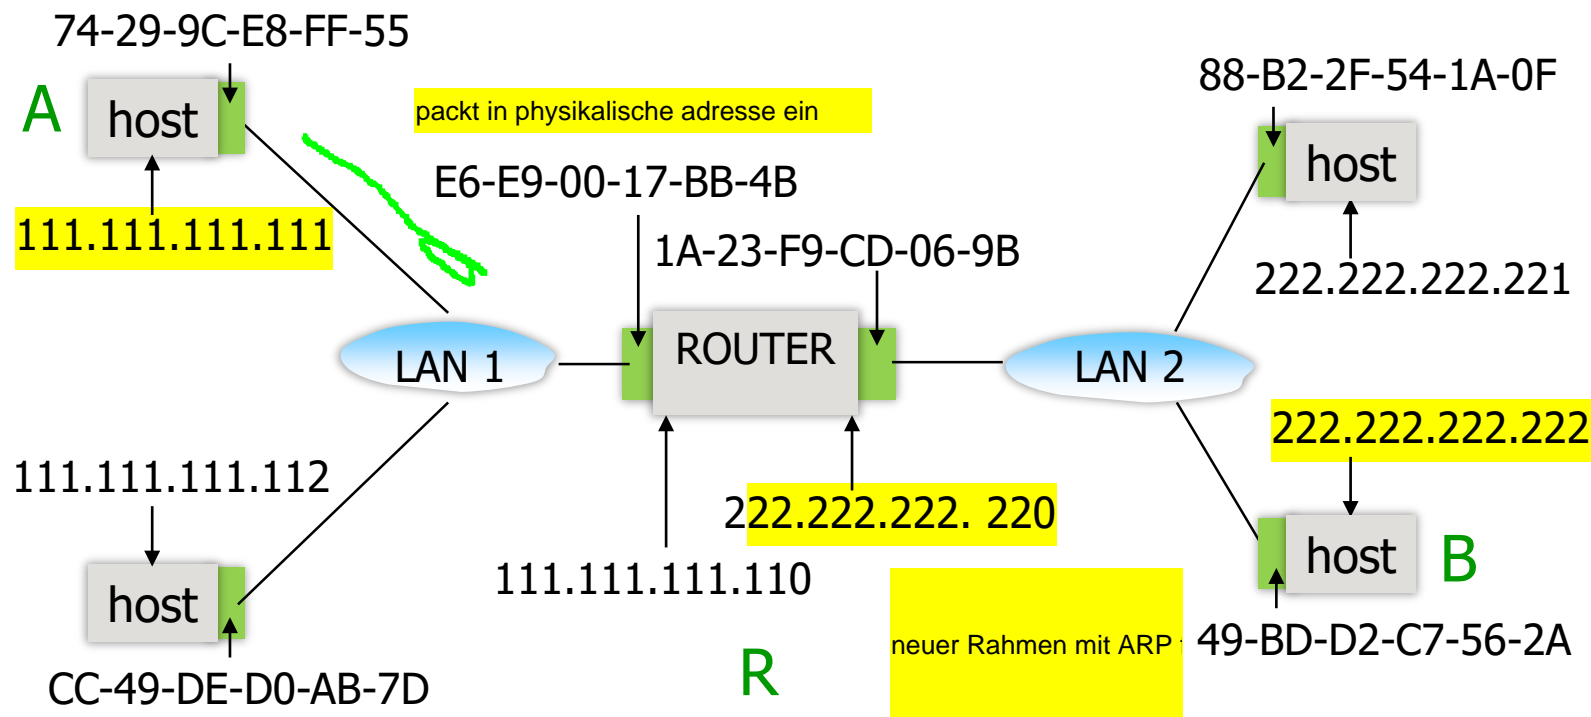 74-29-9C-E8-FF-55
A
host
packt in physikalische adresse ein
88-B2-2F-54-1A-0F
host
E6-E9-00-17-BB-4B
111.111.111.111
1A-23-F9-CD-06-9B
222.222.222.221
LAN 1
ROUTER
LAN 2
222.222.222.222
111.111.111.112
222.222.222. 220
host
B
111.111.111.110
host
neuer Rahmen mit ARP
49-BD-D2-C7-56-2A
R
CC-49-DE-D0-AB-7D